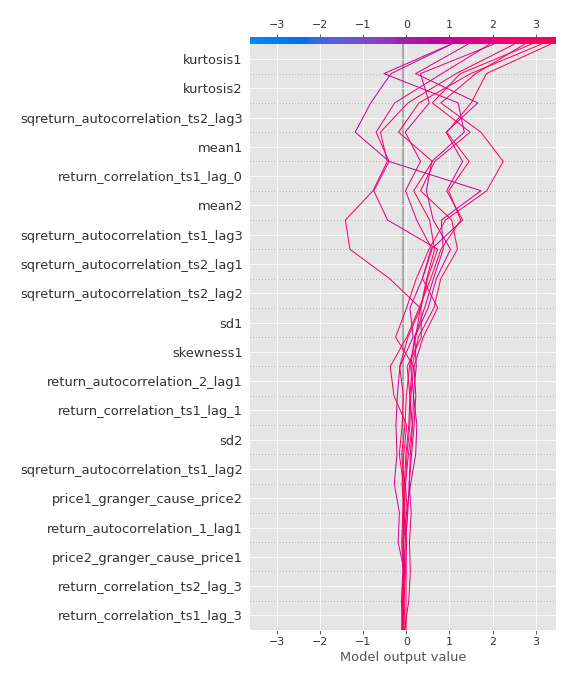 −3 −2 −1 0 1 2 3
kurtosis1
kurtosis2
sqreturn_autocorrelation_ts2_lag3
mean1
return_correlation_ts1_lag_0
mean2
sqreturn_autocorrelation_ts1_lag3
sqreturn_autocorrelation_ts2_lag1
sqreturn_autocorrelation_ts2_lag2
sd1
skewness1
return_autocorrelation_2_lag1
return_correlation_ts1_lag_1
sd2
sqreturn_autocorrelation_ts1_lag2
price1_granger_cause_price2
return_autocorrelation_1_lag1
price2_granger_cause_price1
return_correlation_ts2_lag_3
return_correlation_ts1_lag_3
−3 −2 −1 0 1 2 3
Model output value